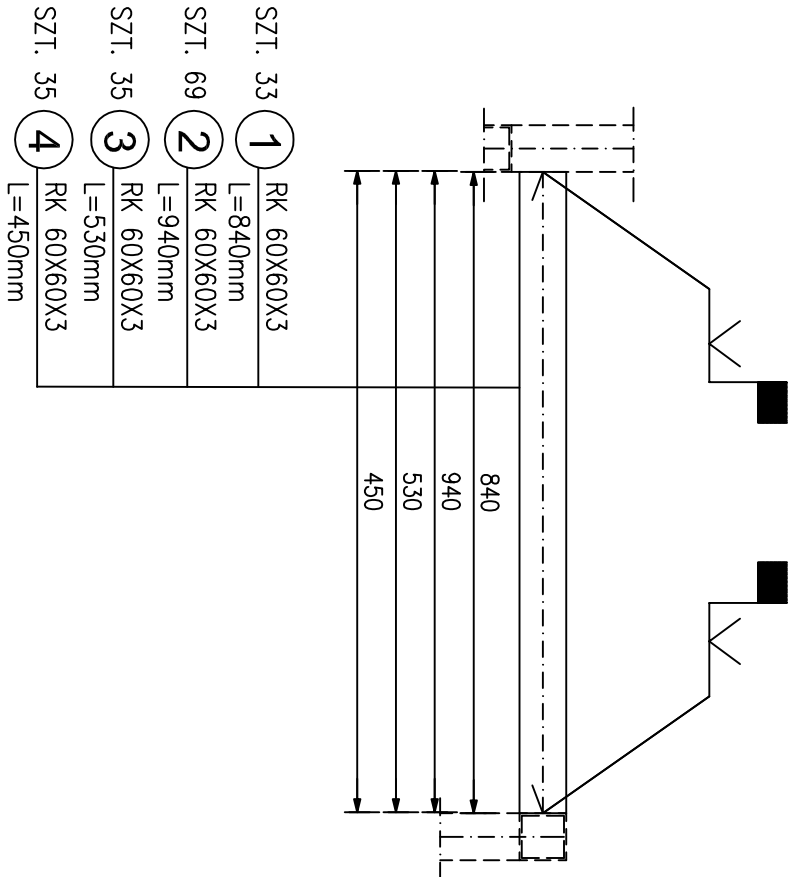 SZT. 33 1 RK 60X60X3
L=840mm
SZT. 69 2 RK 60X60X3
L=940mm
SZT. 35 3 RK 60X60X3
L=530mm
SZT. 35 4 RK 60X60X3
L=450mm
840
940
530
450